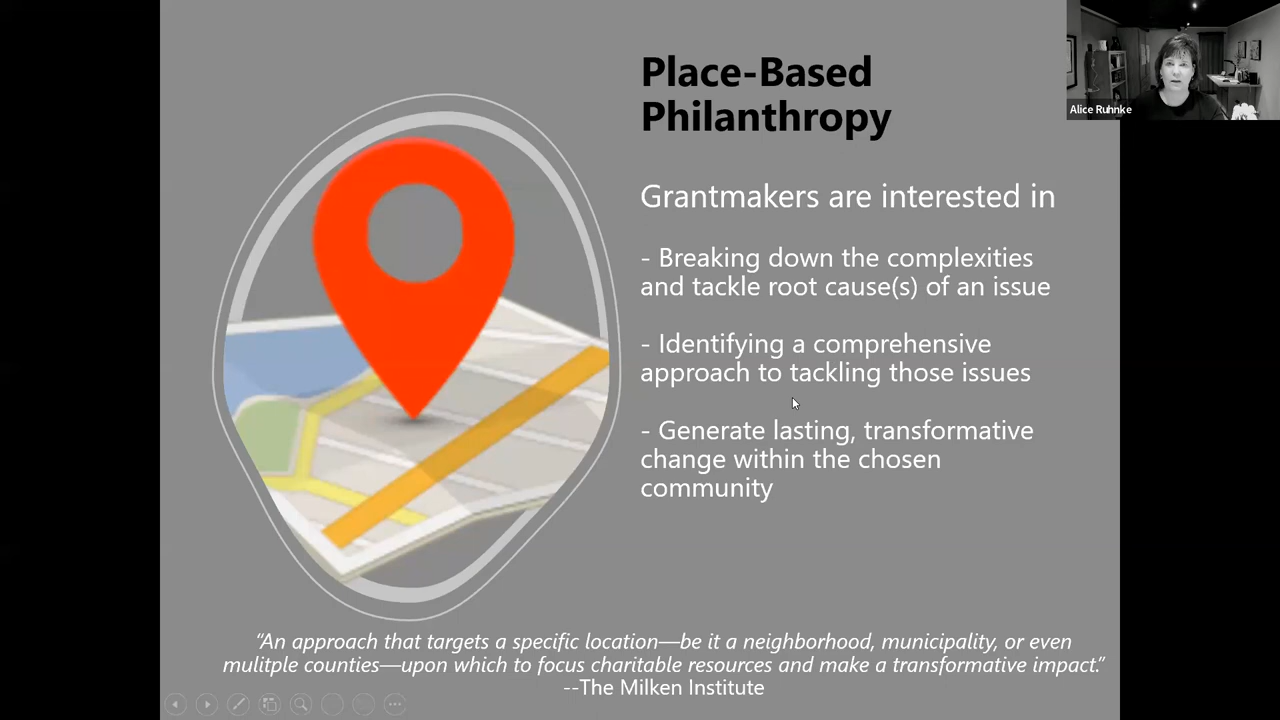 Place-Based
Philanthropy
Alice Ruhnke
Grantmakers are interested in
- Breaking down the complexities
and tackle root cause(s) of an issue
- Identifying a comprehensive
approach to tackling those issues
- Generate lasting, transformative
change within the chosen
community
“An approach that targets a specific location—be it a neighborhood, municipality, or even
mulitple counties—upon which to focus charitable resources and make a transformative impact.”
--The Milken Institute